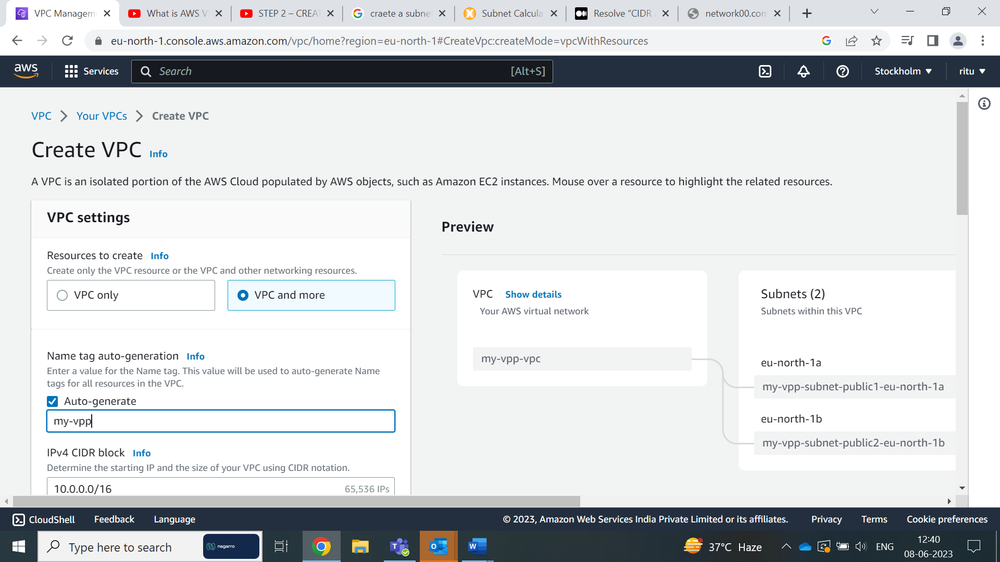 VPC Managem
What is AWS V
STEP 2 – CREAT
craete a subne
Subnet Calcula
Resolve “CIDR
network00.com
eu-north-1.console.aws.amazon.com/vpc/home?region=eu-north-1#CreateVpc:createMode=vpcWithResources
aws
Services
Search
[Alt+S]
Stockholm
ritu
VPC
Your VPCs
Create VPC
Create VPC Info
A VPC is an isolated portion of the AWS Cloud populated by AWS objects, such as Amazon EC2 instances. Mouse over a resource to highlight the related resources.
VPC settings
Resources to create Info
Create only the VPC resource or the VPC and other networking resources.
VPC only
VPC and more
Name tag auto-generation Info
Enter a value for the Name tag. This value will be used to auto-generate Name
tags for all resources in the VPC.
Auto-generate
my-vpp
IPv4 CIDR block Info
Determine the starting IP and the size of your VPC using CIDR notation.
10.0.0.0/16
65,536 IPs
Preview
VPC Show details
Your AWS virtual network
my-vpp-vpc
Subnets (2)
Subnets within this VPC
eu-north-1a
my-vpp-subnet-public1-eu-north-1a
eu-north-1b
my-vpp-subnet-public2-eu-north-1b
CloudShell
Feedback
Language
© 2023, Amazon Web Services India Private Limited or its affiliates.
Privacy
Terms
Cookie preferences
Type here to search
nagarro
37°C Haze
ENG
12:40
08-06-2023